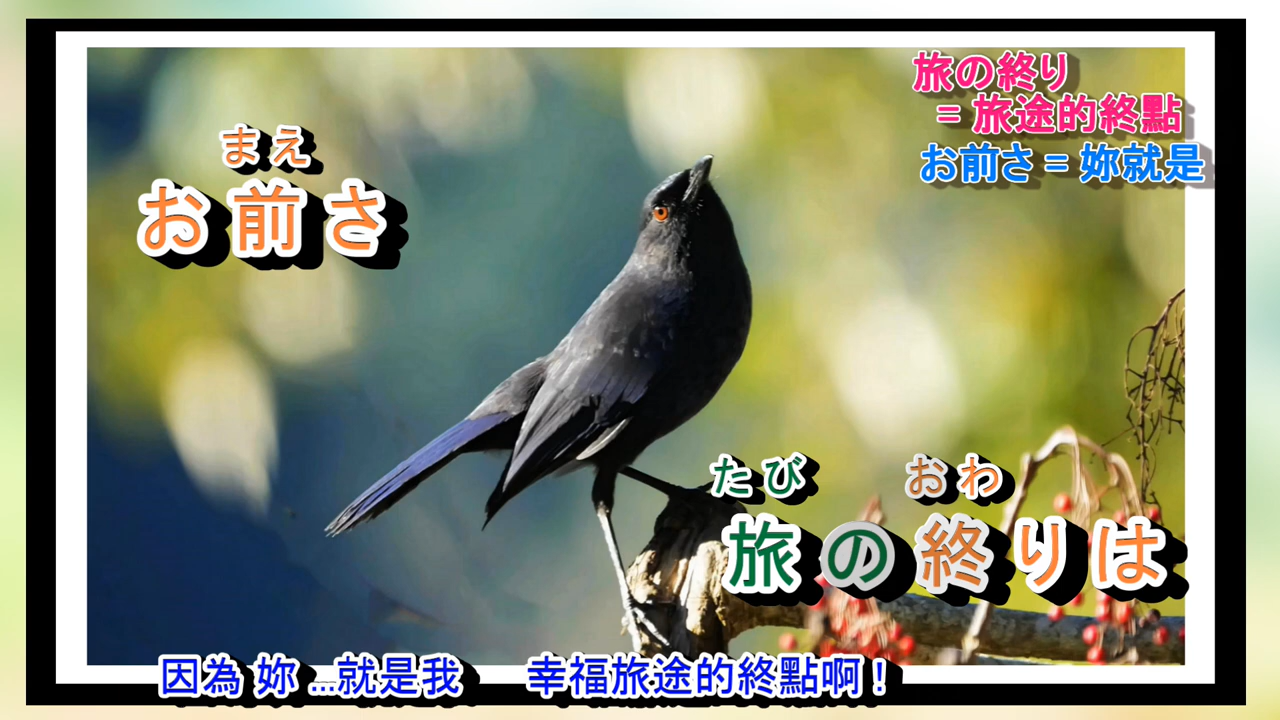 旅の終り
= 旅途的終點
お前さ = 妳就是
まえ
お前さ
たび おわ
旅の終りは
因為 妳 ...就是我 幸福旅途的終點啊 !